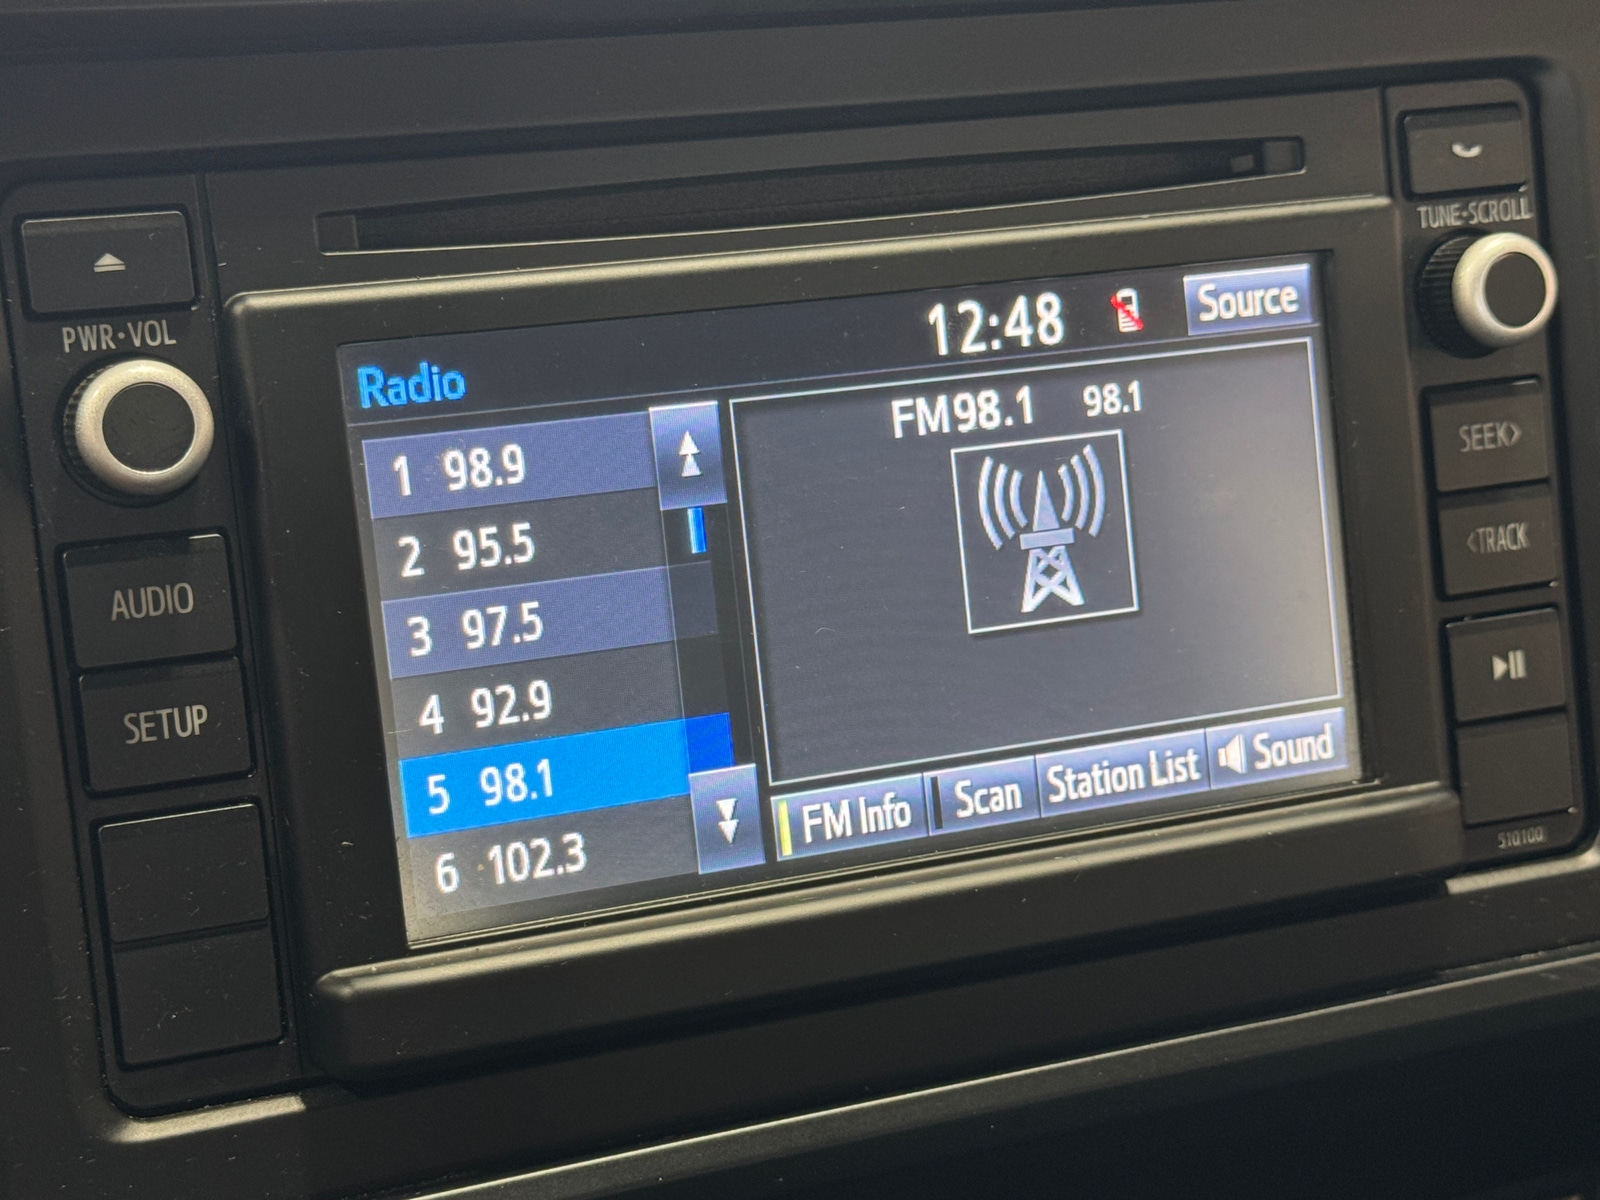 TUNE•SCROLL
PWR•VOL
12:48
Source
Radio
FM98.1 98.1
1 98.9
2 95.5
3 97.5
4 92.9
5 98.1
6 102.3
FM Info
Scan
Station List
Sound
AUDIO
SETUP
SEEK>
<TRACK
510100